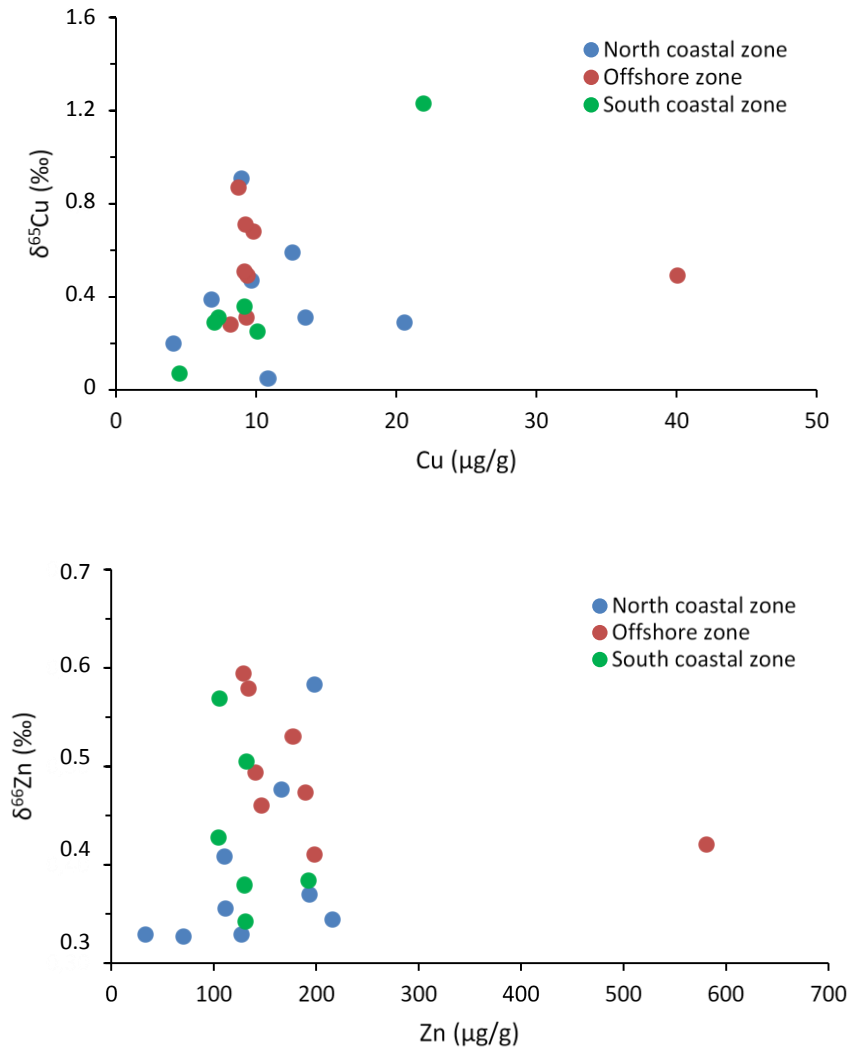 1.6
1.2
0.8
0.4
0
δ⁶⁵Cu (‰)
North coastal zone
Offshore zone
South coastal zone
0 10 20 30 40 50
Cu (µg/g)
0.7
0.6
0.5
0.4
0.3
δ⁶⁶Zn (‰)
North coastal zone
Offshore zone
South coastal zone
0 100 200 300 400 500 600 700
Zn (µg/g)